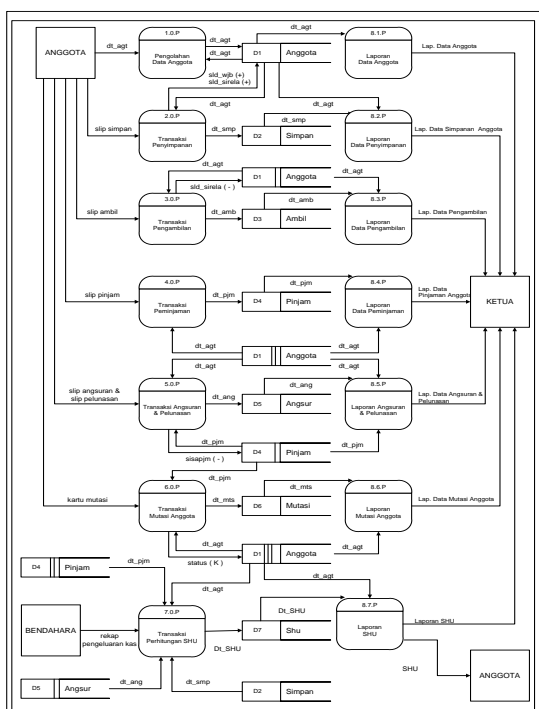 ANGGOTA
dt_agt
1.0.P
Pengolahan
Data Anggota
dt_agt
dt_agt
D1
Anggota
dt_agt
8.1.P
Laporan
Data Anggota
Lap. Data Anggota
sld_wjb (+)
sld_sirela (+)
dt_agt
dt_agt
slip simpan
2.0.P
Transaksi
Penyimpanan
dt_smp
D2
Simpan
dt_smp
8.2.P
Laporan
Data Penyimpanan
Lap. Data Simpanan Anggota
dt_agt
D1
Anggota
dt_agt
sld_sirela ( - )
slip ambil
3.0.P
Transaksi
Pengambilan
dt_amb
D3
Ambil
dt_amb
8.3.P
Laporan
Data Pengambilan
Lap. Data Pengambilan
slip pinjam
4.0.P
Transaksi
Peminjaman
dt_pjm
D4
Pinjam
dt_pjm
8.4.P
Laporan
Data Peminjaman
Lap. Data
Pinjaman Anggota
KETUA
dt_agt
dt_agt
D1
Anggota
dt_agt
dt_agt
slip angsuran &
slip pelunasan
5.0.P
Transaksi Angsuran
& Pelunasan
dt_ang
D5
Angsur
dt_ang
8.5.P
Laporan Angsuran
& Pelunasan
Lap. Data Angsuran &
Pelunasan
dt_pjm
sisapjm ( - )
D4
Pinjam
dt_pjm
dt_pjm
kartu mutasi
6.0.P
Transaksi
Mutasi Anggota
dt_mts
D6
Mutasi
dt_mts
8.6.P
Laporan
Mutasi Anggota
Lap. Data Mutasi Anggota
dt_agt
status ( K )
D1
Anggota
dt_agt
D4
Pinjam
dt_pjm
dt_agt
dt_agt
BENDAHARA
rekap
pengeluaran kas
7.0.P
Transaksi
Perhitungan SHU
Dt_SHU
D7
Shu
Dt_SHU
8.7.P
Laporan
SHU
Laporan SHU
SHU
ANGGOTA
D5
Angsur
dt_ang
dt_smp
D2
Simpan